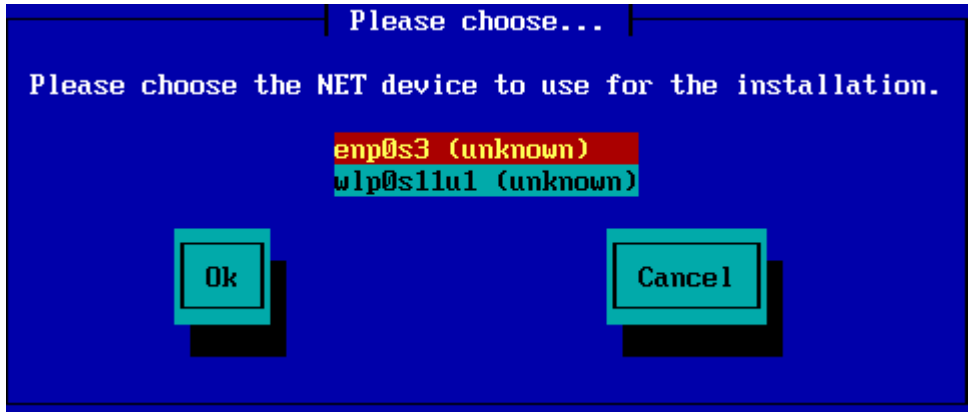 Please choose...
Please choose the NET device to use for the installation.
enp0s3 (unknown)
wlp0s11u1 (unknown)
Ok
Cancel